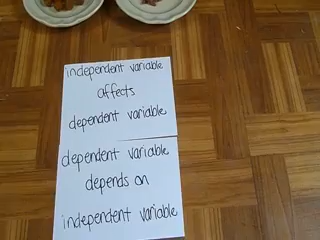 independent variable
affects
dependent variable
dependent variable
depends on
independent variable